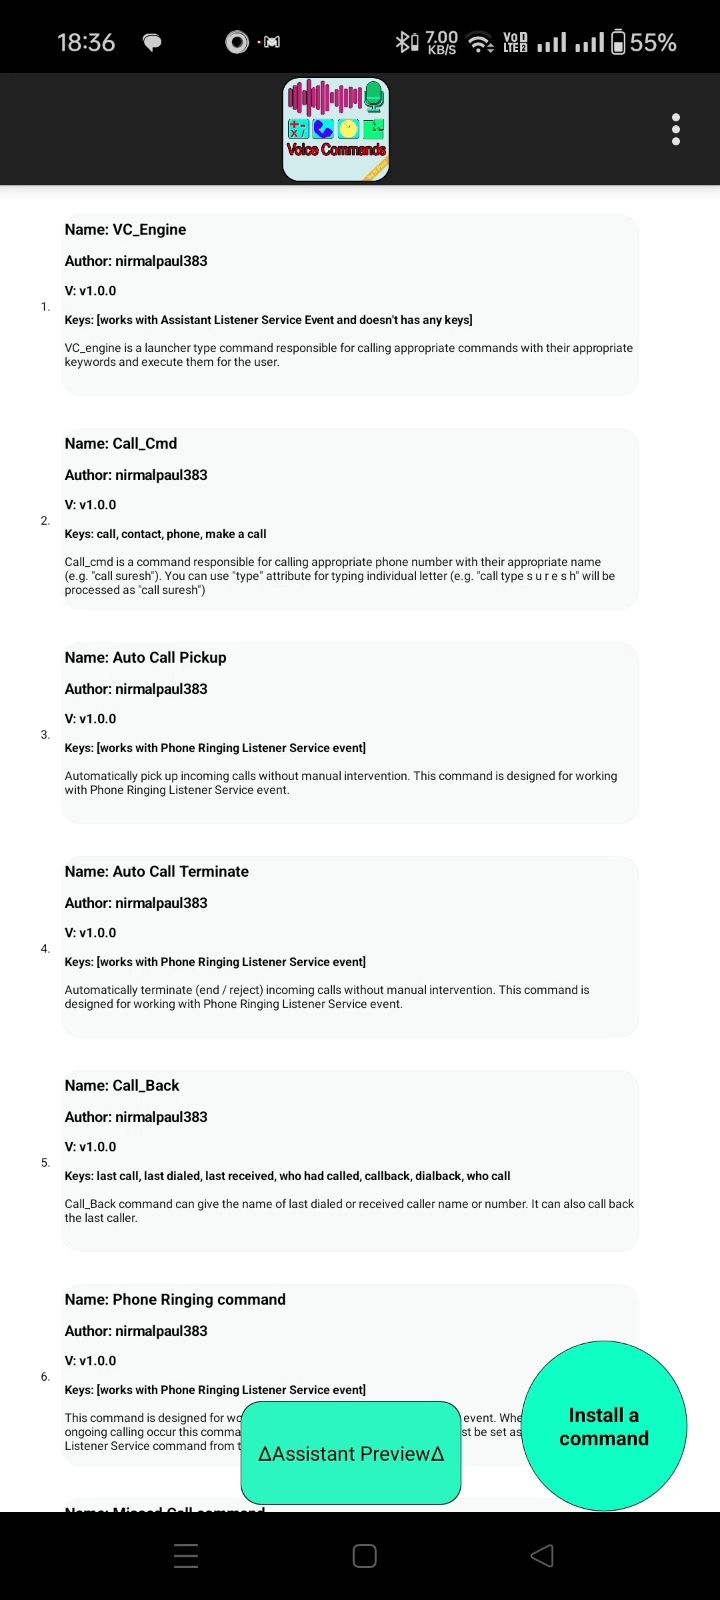 18:36
7.00
KB/S
Vo
LTE 2
55%
Voice Commands
Name: VC_Engine
Author: nirmalpaul383
V: v1.0.0
1.
Keys: [works with Assistant Listener Service Event and doesn't has any keys]
VC_engine is a launcher type command responsible for calling appropriate commands with their appropriate
keywords and execute them for the user.
Name: Call_Cmd
Author: nirmalpaul383
V: v1.0.0
2.
Keys: call, contact, phone, make a call
Call_cmd is a command responsible for calling appropriate phone number with their appropriate name
(e.g. "call suresh"). You can use "type" attribute for typing individual letter (e.g. "call type s u r e s h" will be
processed as "call suresh")
Name: Auto Call Pickup
Author: nirmalpaul383
V: v1.0.0
3.
Keys: [works with Phone Ringing Listener Service event]
Automatically pick up incoming calls without manual intervention. This command is designed for working
with Phone Ringing Listener Service event.
Name: Auto Call Terminate
Author: nirmalpaul383
V: v1.0.0
4.
Keys: [works with Phone Ringing Listener Service event]
Automatically terminate (end / reject) incoming calls without manual intervention. This command is
designed for working with Phone Ringing Listener Service event.
Name: Call_Back
Author: nirmalpaul383
V: v1.0.0
5.
Keys: last call, last dialed, last received, who had called, callback, dialback, who call
Call_Back command can give the name of last dialed or received caller name or number. It can also call back
the last caller.
Name: Phone Ringing command
Author: nirmalpaul383
V: v1.0.0
6.
Keys: [works with Phone Ringing Listener Service event]
This command is designed for event.
ongoing calling occur this be set as
Listener Service command from
ΔAssistant PreviewΔ
Install a
command
Name: Missed Call command